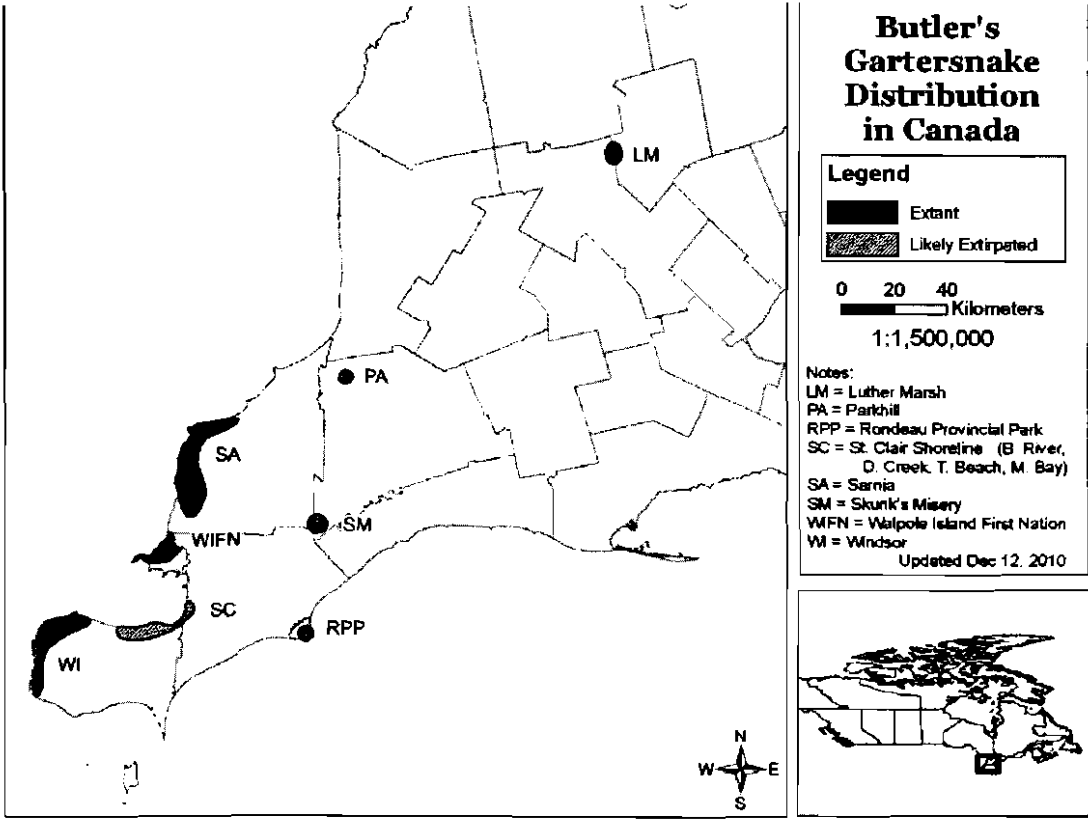 Butler's
Gartersnake
Distribution
in Canada
Legend
Extant
Likely Extirpated
0 20 40
Kilometers
1:1,500,000
Notes:
LM = Luther Marsh
PA = Parkhill
RPP = Rondeau Provincial Park
SC = St. Clair Shoreline (B. River,
D. Creek, T. Beach, M. Bay)
SA = Sarnia
SM = Skunk's Misery
WIFN = Walpole Island First Nation
WI = Windsor
Updated Dec 12, 2010
LM
PA
SA
SM
WIFN
SC
RPP
WI
N
W E
S